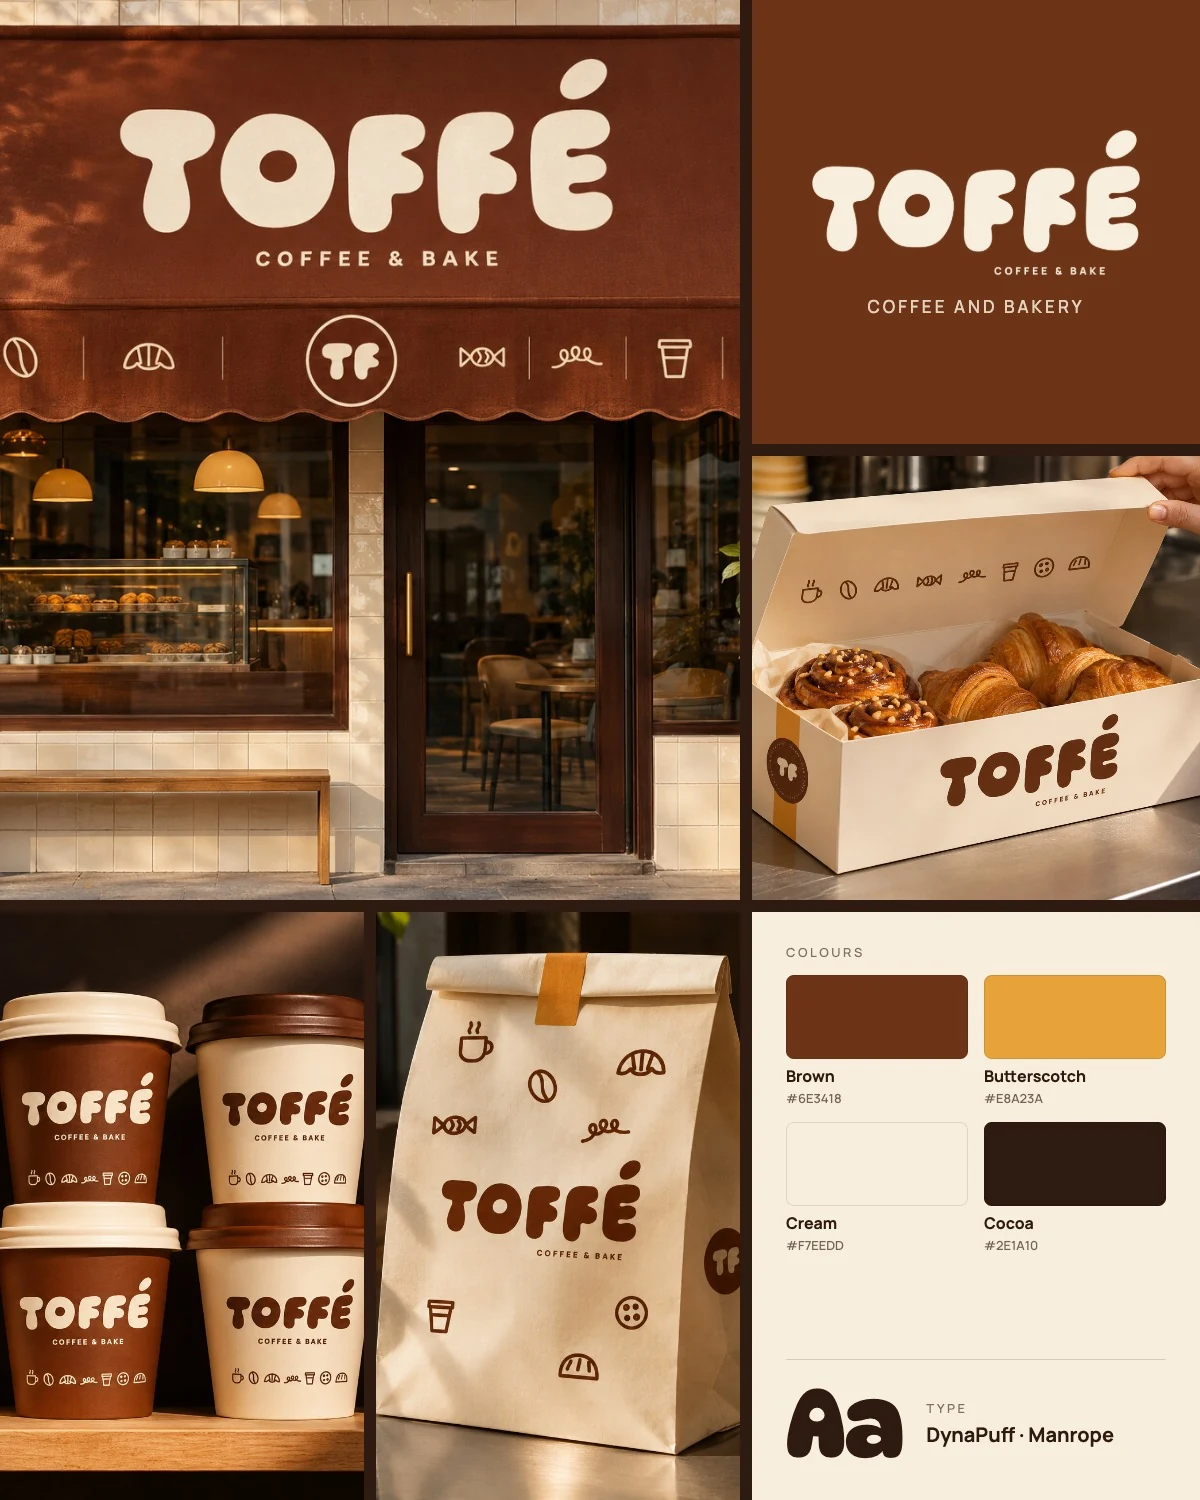 TOFFÉ
COFFEE & BAKE
TF
TOFFÉ
COFFEE & BAKE
COFFEE AND BAKERY
TF
TOFFÉ
COFFEE & BAKE
TOFFÉ
COFFEE & BAKE
TOFFÉ
COFFEE & BAKE
TOFFÉ
COFFEE & BAKE
TOFFÉ
COFFEE & BAKE
TOFFÉ
COFFEE & BAKE
TF
COLOURS
Brown
#6E3418
Butterscotch
#E8A23A
Cream
#F7EEDD
Cocoa
#2E1A10
Aa
TYPE
DynaPuff · Manrope